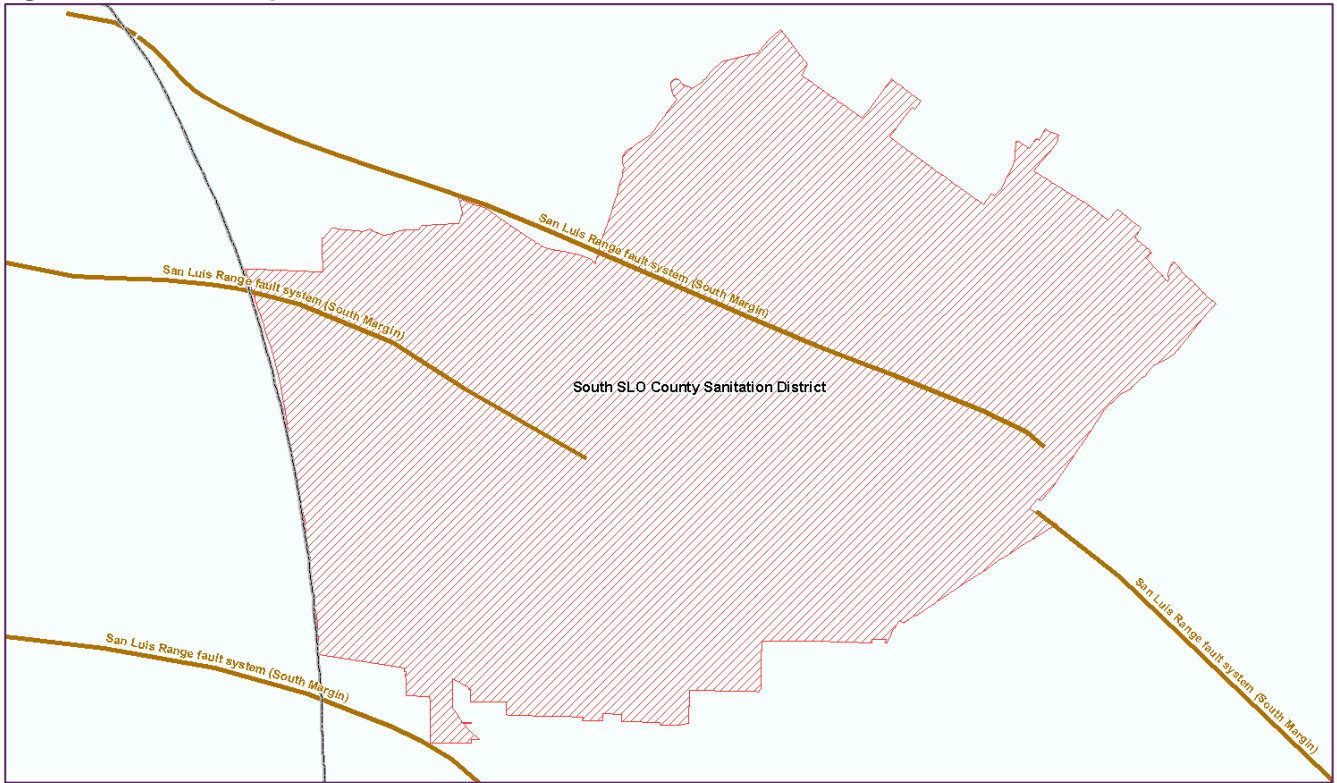 San Luis Range fault system (South Margin)
San Luis Range fault system (South Margin)
South SLO County Sanitation District
San Luis Range fault system (South Margin)
San Luis Range fault system (South Margin)